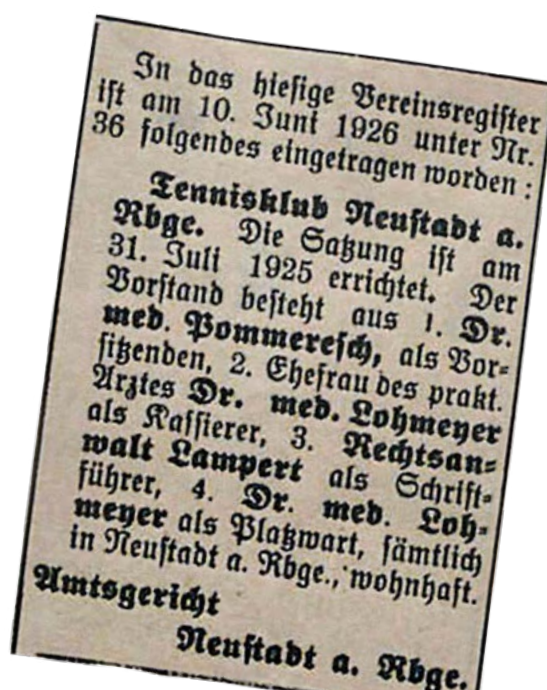 In das hiesige Vereinsregister
ist am 10. Juni 1926 unter Nr.
36 folgendes eingetragen worden:
Tennisklub Neustadt a.
Rbge. Die Satzung ist am
31. Juli 1925 errichtet. Der
Vorstand besteht aus 1. Dr.
med. Pommeresch, als Vor-
sitzenden, 2. Ehefrau des prakt.
Arztes Dr. med. Lohmeyer
als Kassierer, 3. Rechtsan-
walt Lampert als Schrift-
führer, 4. Dr. med. Loh-
meyer als Platzwart, sämtlich
in Neustadt a. Rbge., wohnhaft.
Amtsgericht
Neustadt a. Rbge.